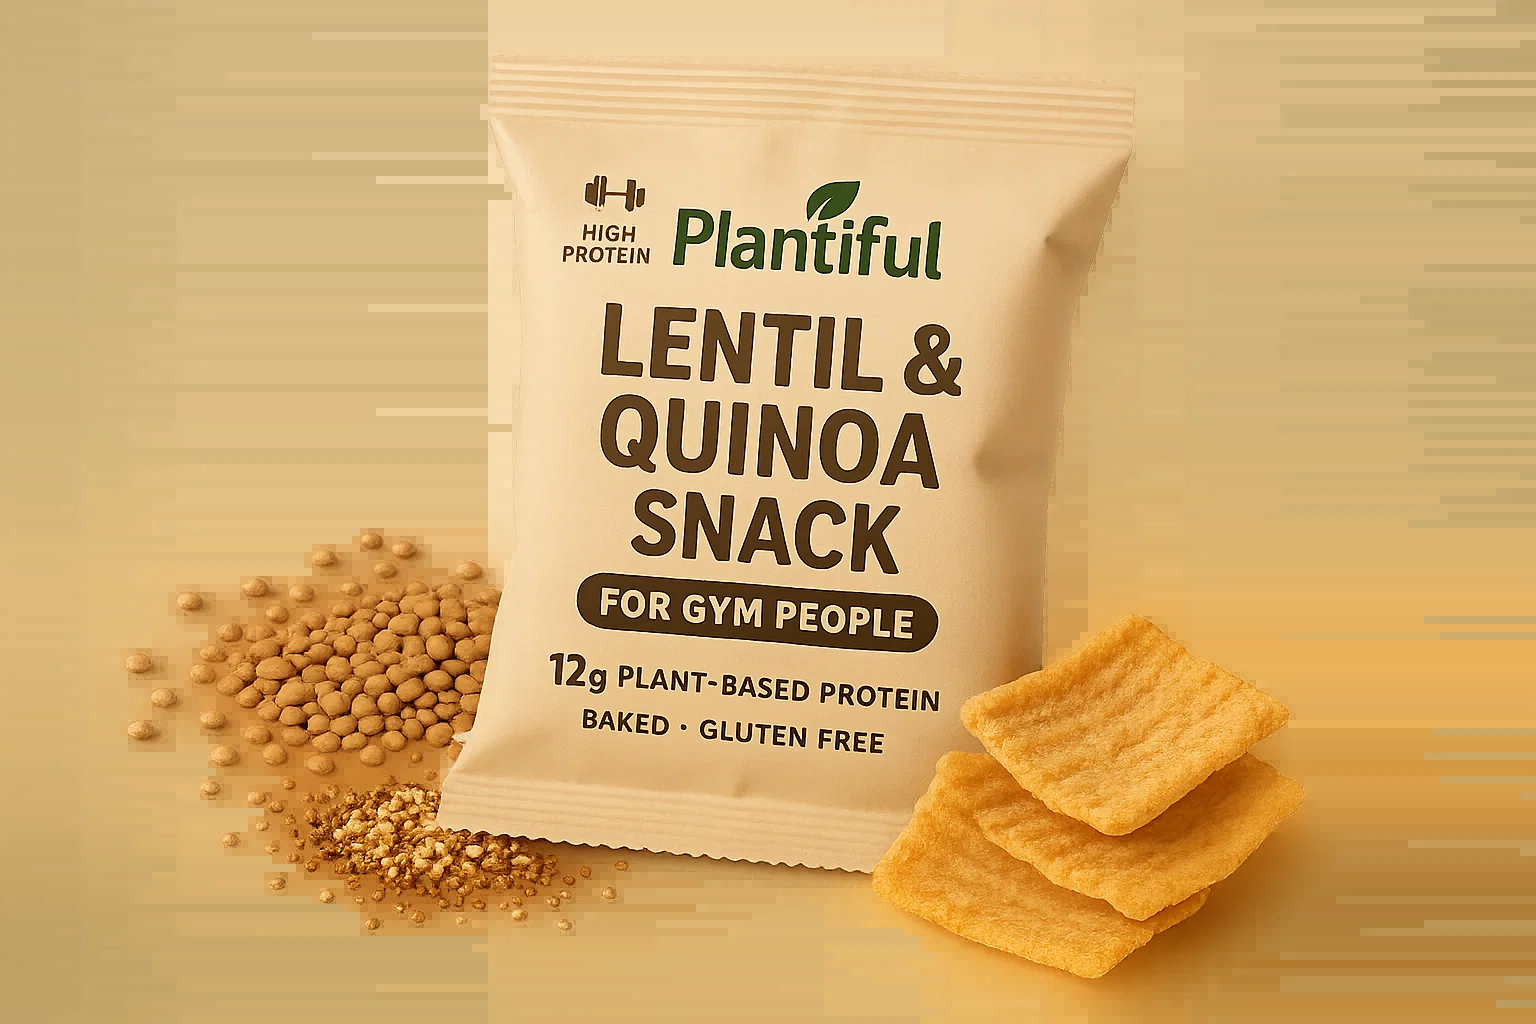 HIGH
PROTEIN
Plantiful
LENTIL &
QUINOA
SNACK
FOR GYM PEOPLE
12g PLANT-BASED PROTEIN
BAKED · GLUTEN FREE